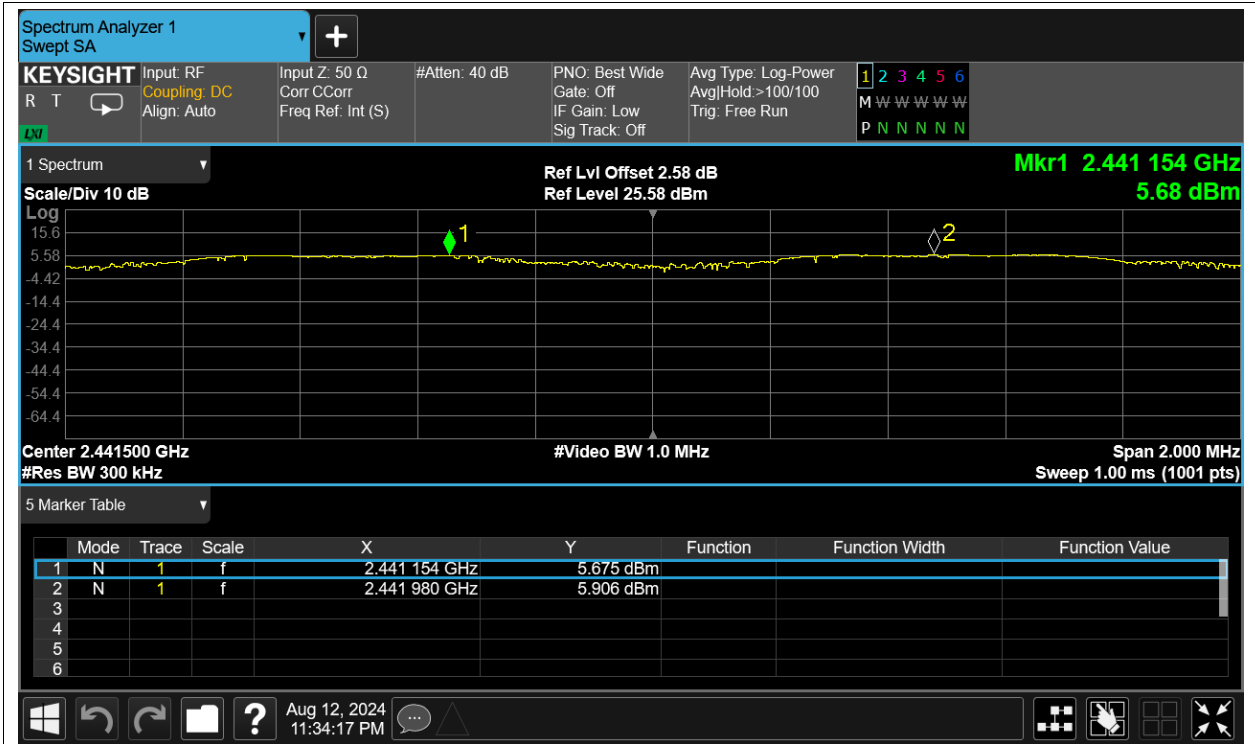 Spectrum Analyzer 1
Swept SA
+
KEYSIGHT
R T
LXI
Input: RF
Coupling: DC
Align: Auto
Input Z: 50 Ω
Corr CCorr
Freq Ref: Int (S)
#Atten: 40 dB
PNO: Best Wide
Gate: Off
IF Gain: Low
Sig Track: Off
Avg Type: Log-Power
Avg|Hold:>100/100
Trig: Free Run
1 2 3 4 5 6
M W W W W W
P N N N N N
1 Spectrum
Scale/Div 10 dB
Ref Lvl Offset 2.58 dB
Ref Level 25.58 dBm
Mkr1 2.441 154 GHz
5.68 dBm
Log
15.6
5.58
-4.42
-14.4
-24.4
-34.4
-44.4
-54.4
-64.4
1
2
Center 2.441500 GHz
#Video BW 1.0 MHz
Span 2.000 MHz
#Res BW 300 kHz
Sweep 1.00 ms (1001 pts)
5 Marker Table
Mode Trace Scale X Y Function Function Width Function Value
1 N 1 f 2.441 154 GHz 5.675 dBm
2 N 1 f 2.441 980 GHz 5.906 dBm
3
4
5
6
?
Aug 12, 2024
11:34:17 PM